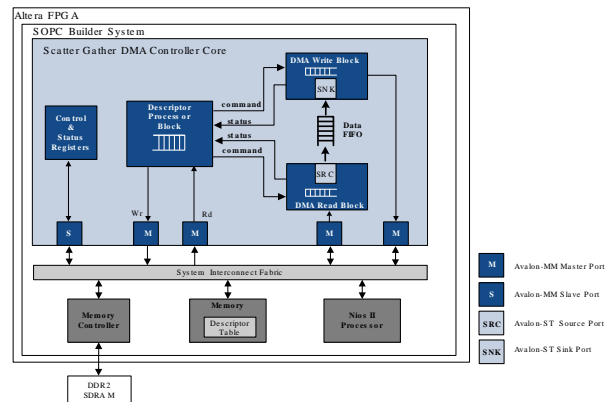 Altera FPGA
SOPC Builder System
Scatter Gather DMA Controller Core
DMA Write Block
SNK
Descriptor
Processor
Block
command
status
Control
&
Status
Registers
Data
FIFO
status
command
SRC
DMA Read Block
Wr
Rd
S
M
M
M
M
System Interconnect Fabric
Memory
Controller
Memory
Descriptor
Table
Nios II
Processor
DDR2
SDRAM
M Avalon-MM Master Port
S Avalon-MM Slave Port
SRC Avalon-ST Source Port
SNK Avalon-ST Sink Port